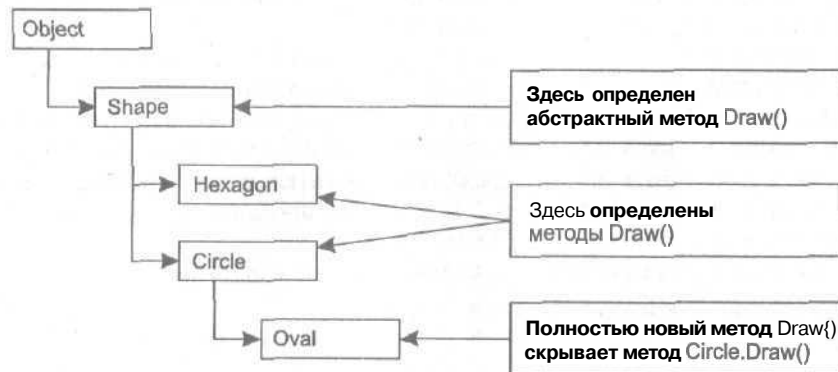 Object
Shape
Здесь определен
абстрактный метод Draw()
Hexagon
Здесь определены
методы Draw()
Circle
Oval
Полностью новый метод Draw{)
скрывает метод Circle.Draw()